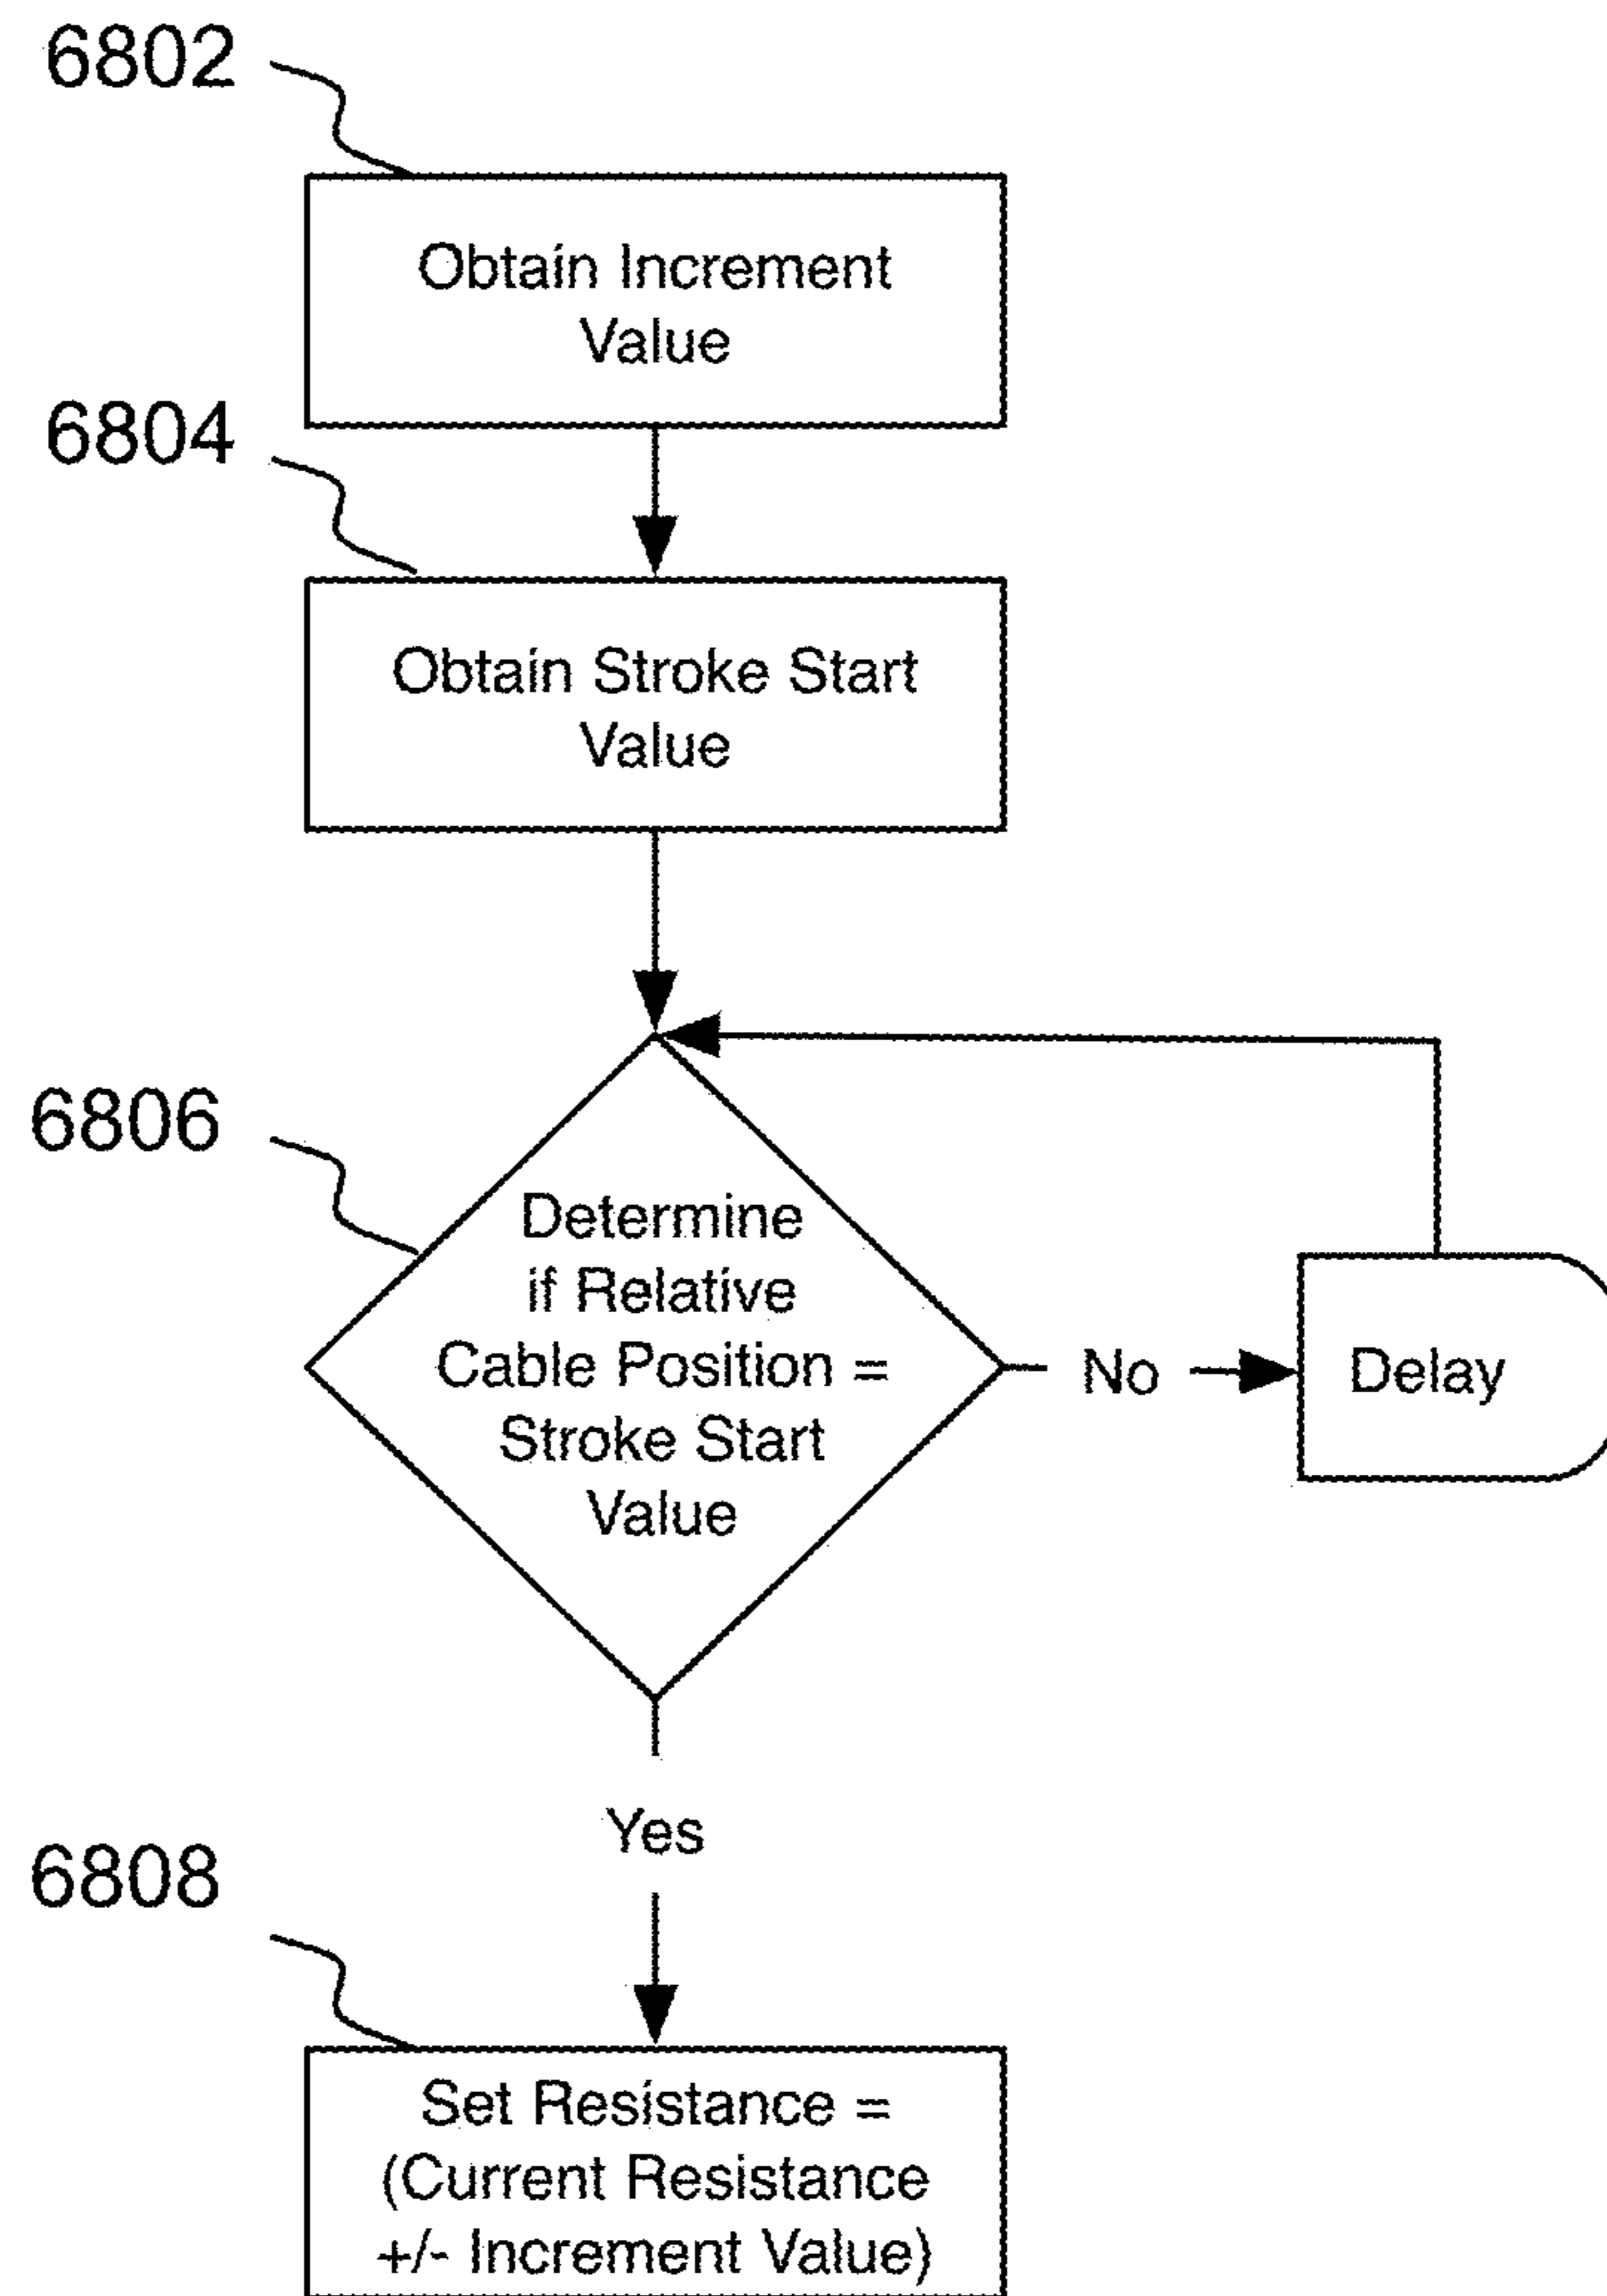 6802
Obtain Increment
Value
6804
Obtain Stroke Start
Value
6806
Determine
if Relative
Cable Position =
Stroke Start
Value
No
Delay
Yes
6808
Set Resistance =
(Current Resistance
+/- Increment Value)